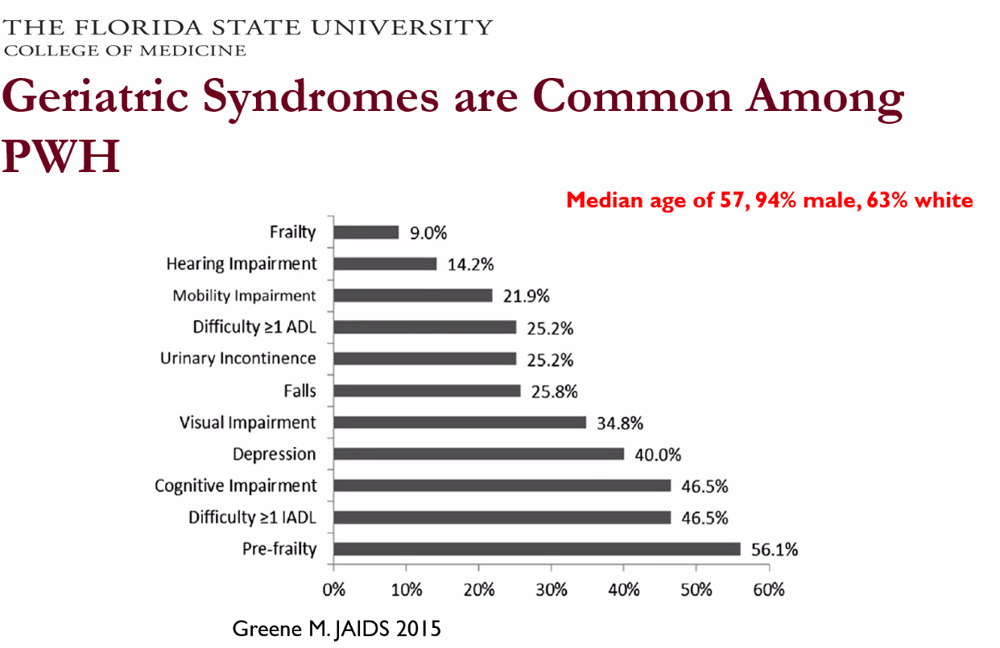 THE FLORIDA STATE UNIVERSITY
COLLEGE OF MEDICINE
Geriatric Syndromes are Common Among
PWH
Median age of 57, 94% male, 63% white
Frailty 9.0%
Hearing Impairment 14.2%
Mobility Impairment 21.9%
Difficulty ≥1 ADL 25.2%
Urinary Incontinence 25.2%
Falls 25.8%
Visual Impairment 34.8%
Depression 40.0%
Cognitive Impairment 46.5%
Difficulty ≥1 IADL 46.5%
Pre-frailty 56.1%
0% 10% 20% 30% 40% 50% 60%
Greene M. JAIDS 2015